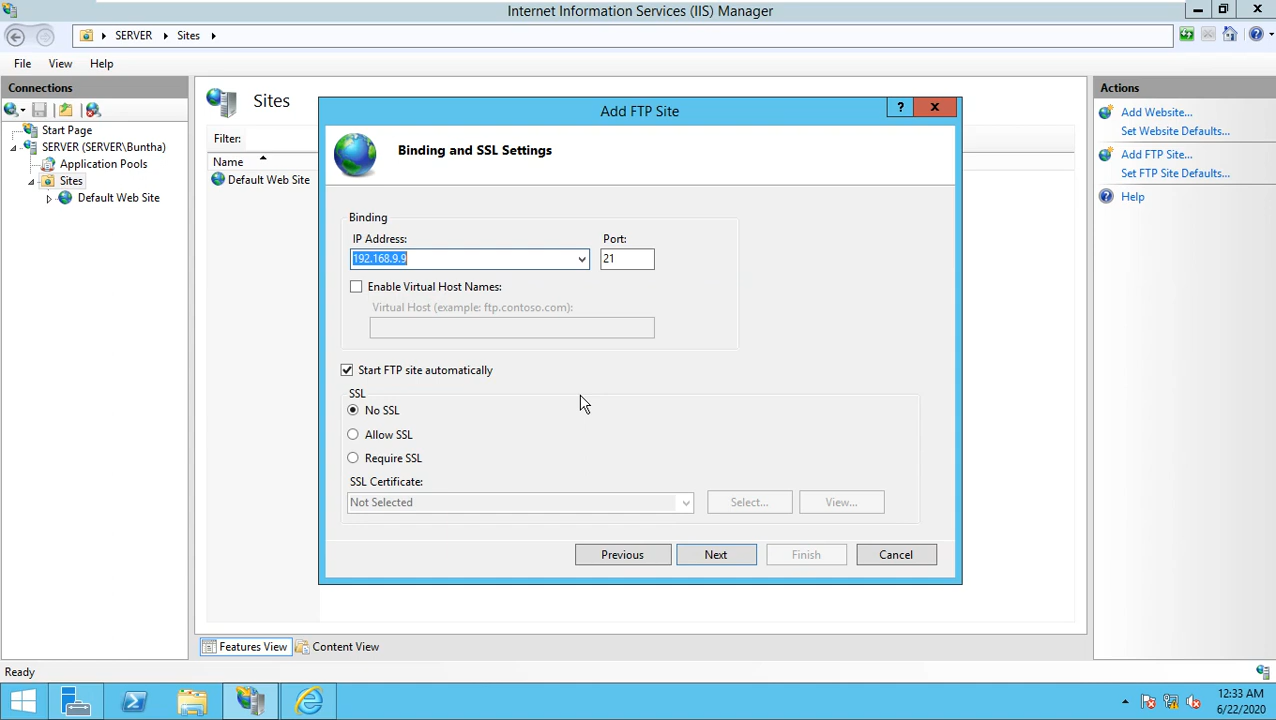 Internet Information Services (IIS) Manager
SERVER
Sites
File
View
Help
Connections
Start Page
SERVER (SERVER\Buntha)
Application Pools
Sites
Default Web Site
Sites
Filter:
Name
Default Web Site
Add FTP Site
?
Binding and SSL Settings
Binding
IP Address:
Port:
192.168.9.9
21
Enable Virtual Host Names:
Virtual Host (example: ftp.contoso.com):
Start FTP site automatically
SSL
No SSL
Allow SSL
Require SSL
SSL Certificate:
Not Selected
Select...
View...
Previous
Next
Finish
Cancel
Features View
Content View
Actions
Add Website...
Set Website Defaults...
Add FTP Site...
Set FTP Site Defaults...
Help
Ready
12:33 AM
6/22/2020